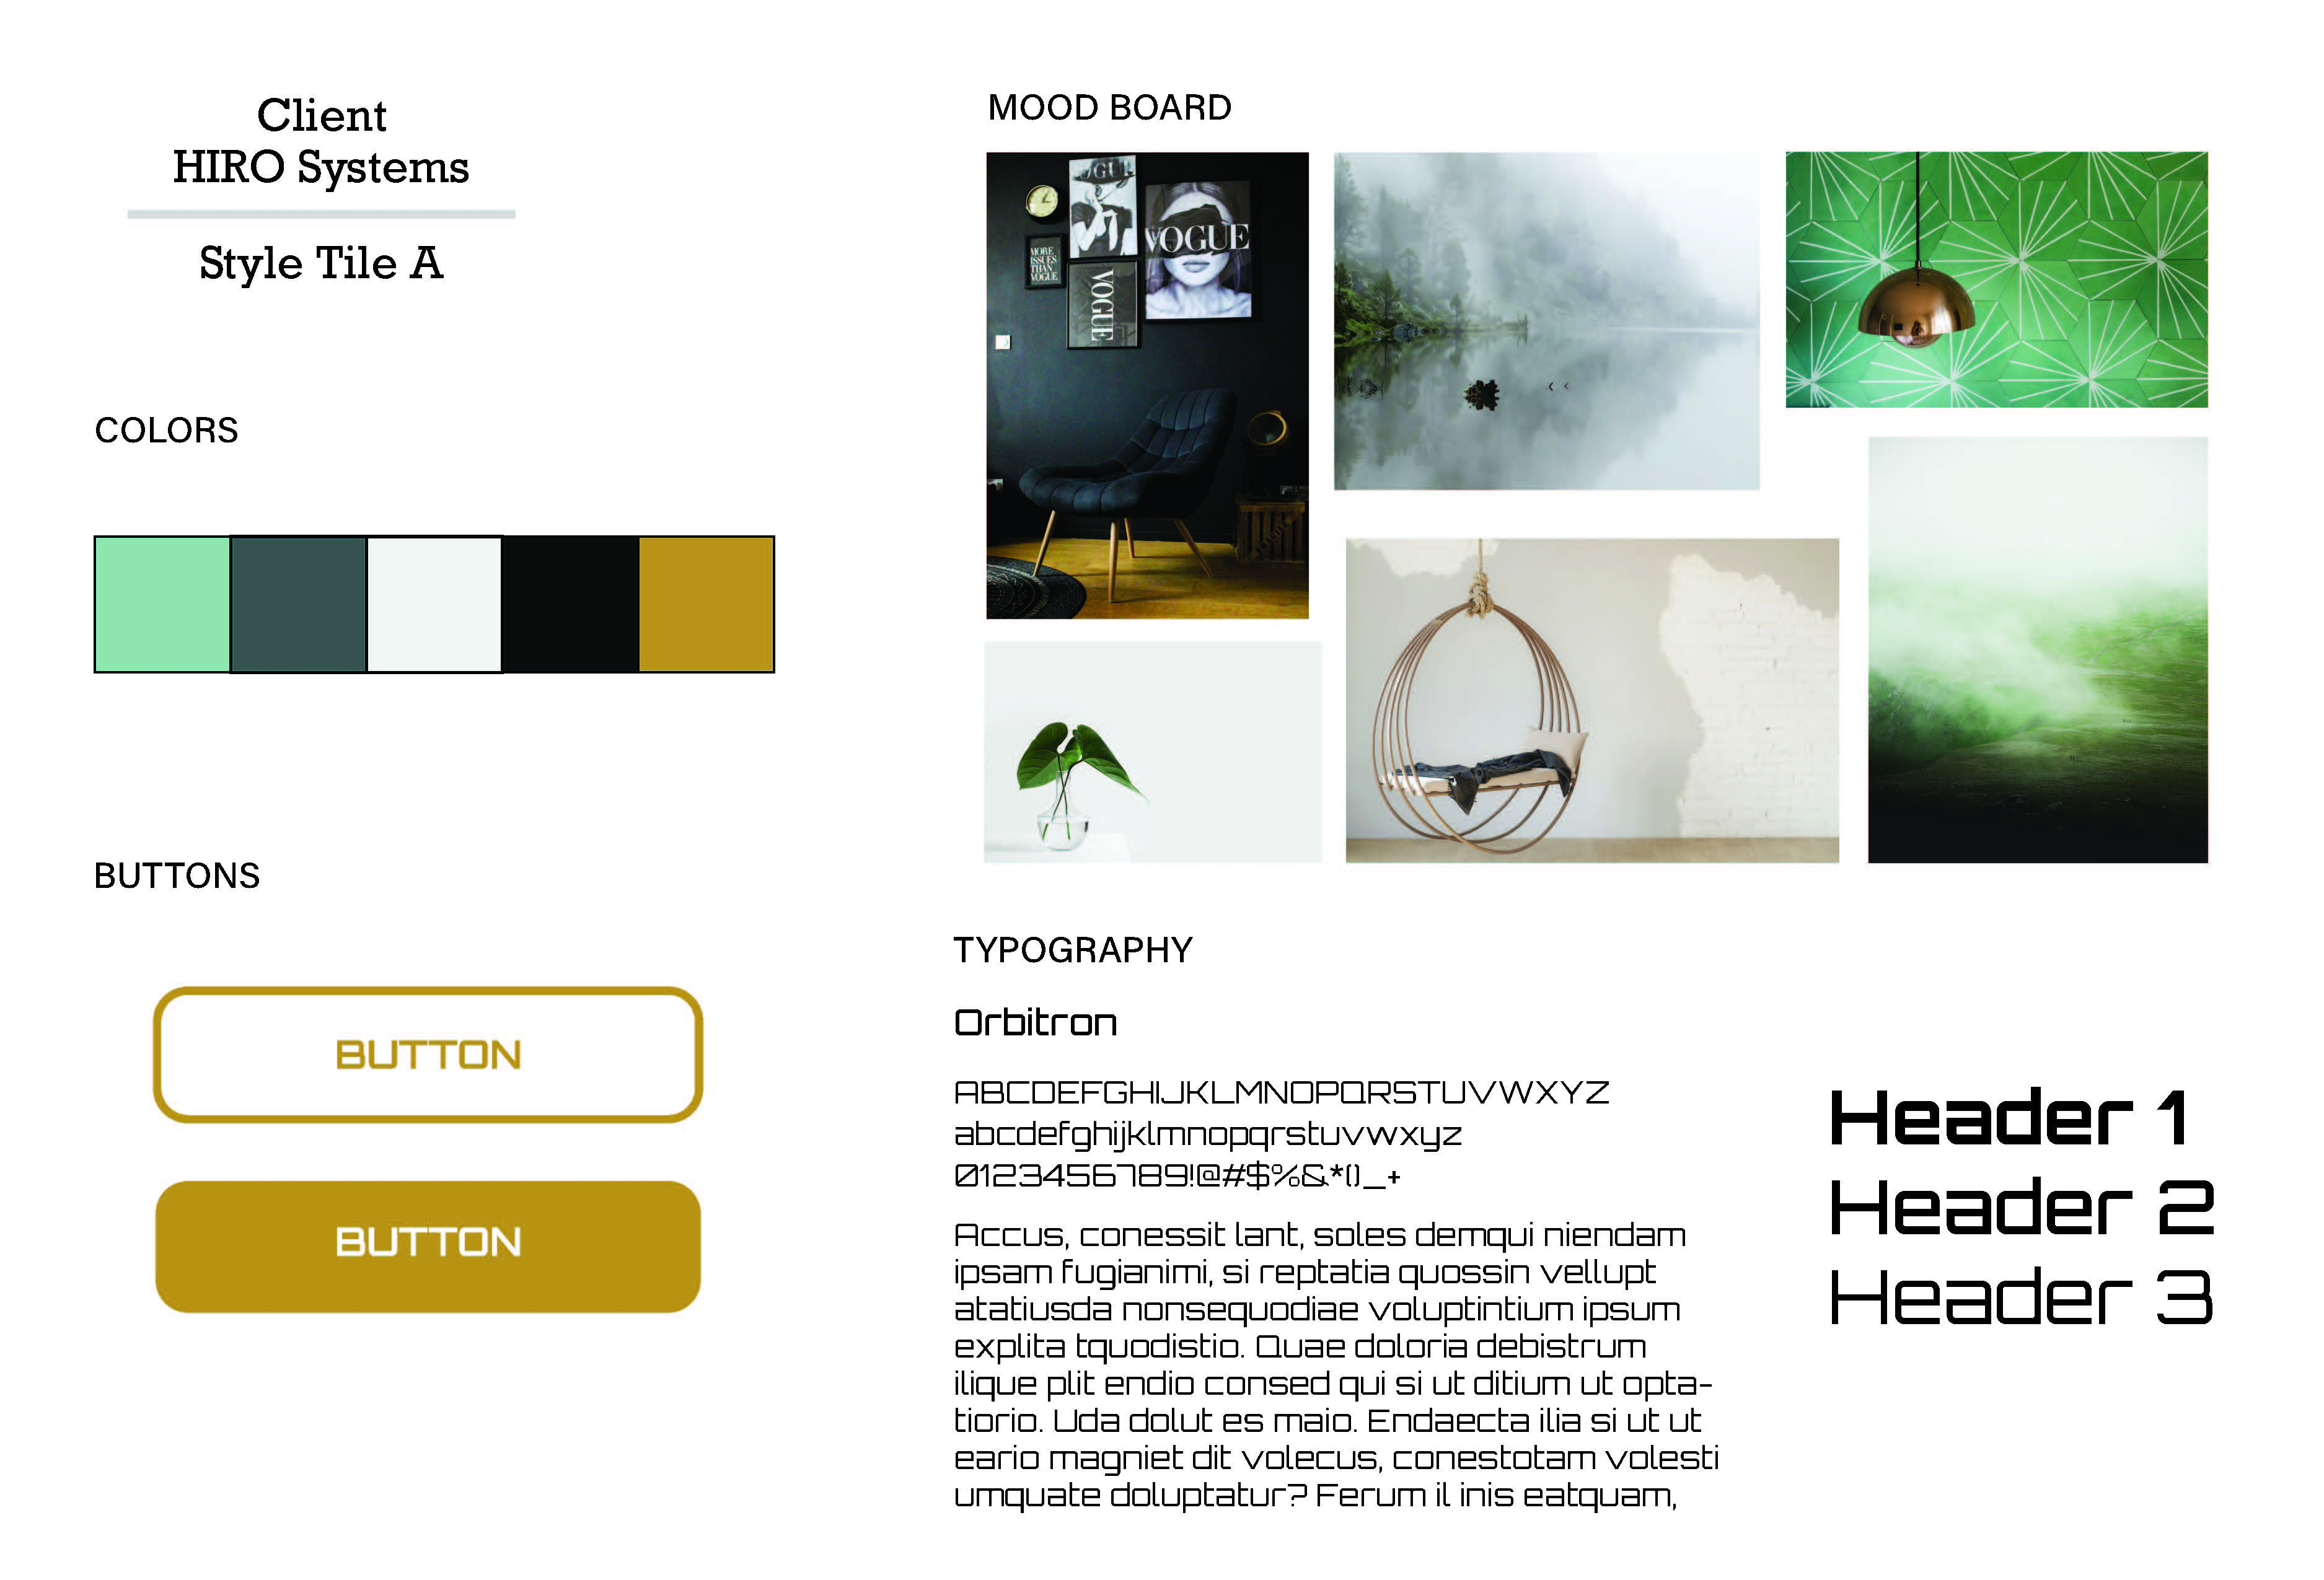 Client
HIRO Systems
Style Tile A
COLORS
BUTTONS
BUTTON
BUTTON
MOOD BOARD
OGUE
VOGUE
MORE
ISSUES
THAN
VOGUE
VOGUE
TYPOGRAPHY
Orbitron
ABCDEFGHIJKLMNOPQRSTUVWXYZ
abcdefghijklmnopqrstuvwxyz
0123456789!@#$%&*()_+
Accus, conessit lant, soles demqui niendam
ipsam fugianimi, si reptatia quossin vellupt
atatiusda nonsequodiae voluptintium ipsum
explita tquodistio. Quae doloria debistrum
ilique plit endio consed qui si ut ditium ut opta-
tiorio. Uda dolut es maio. Endaecta ilia si ut ut
eario magniet dit volecus, conestotam volesti
umquate doluptatur? Ferum il inis eatquam,
Header 1
Header 2
Header 3